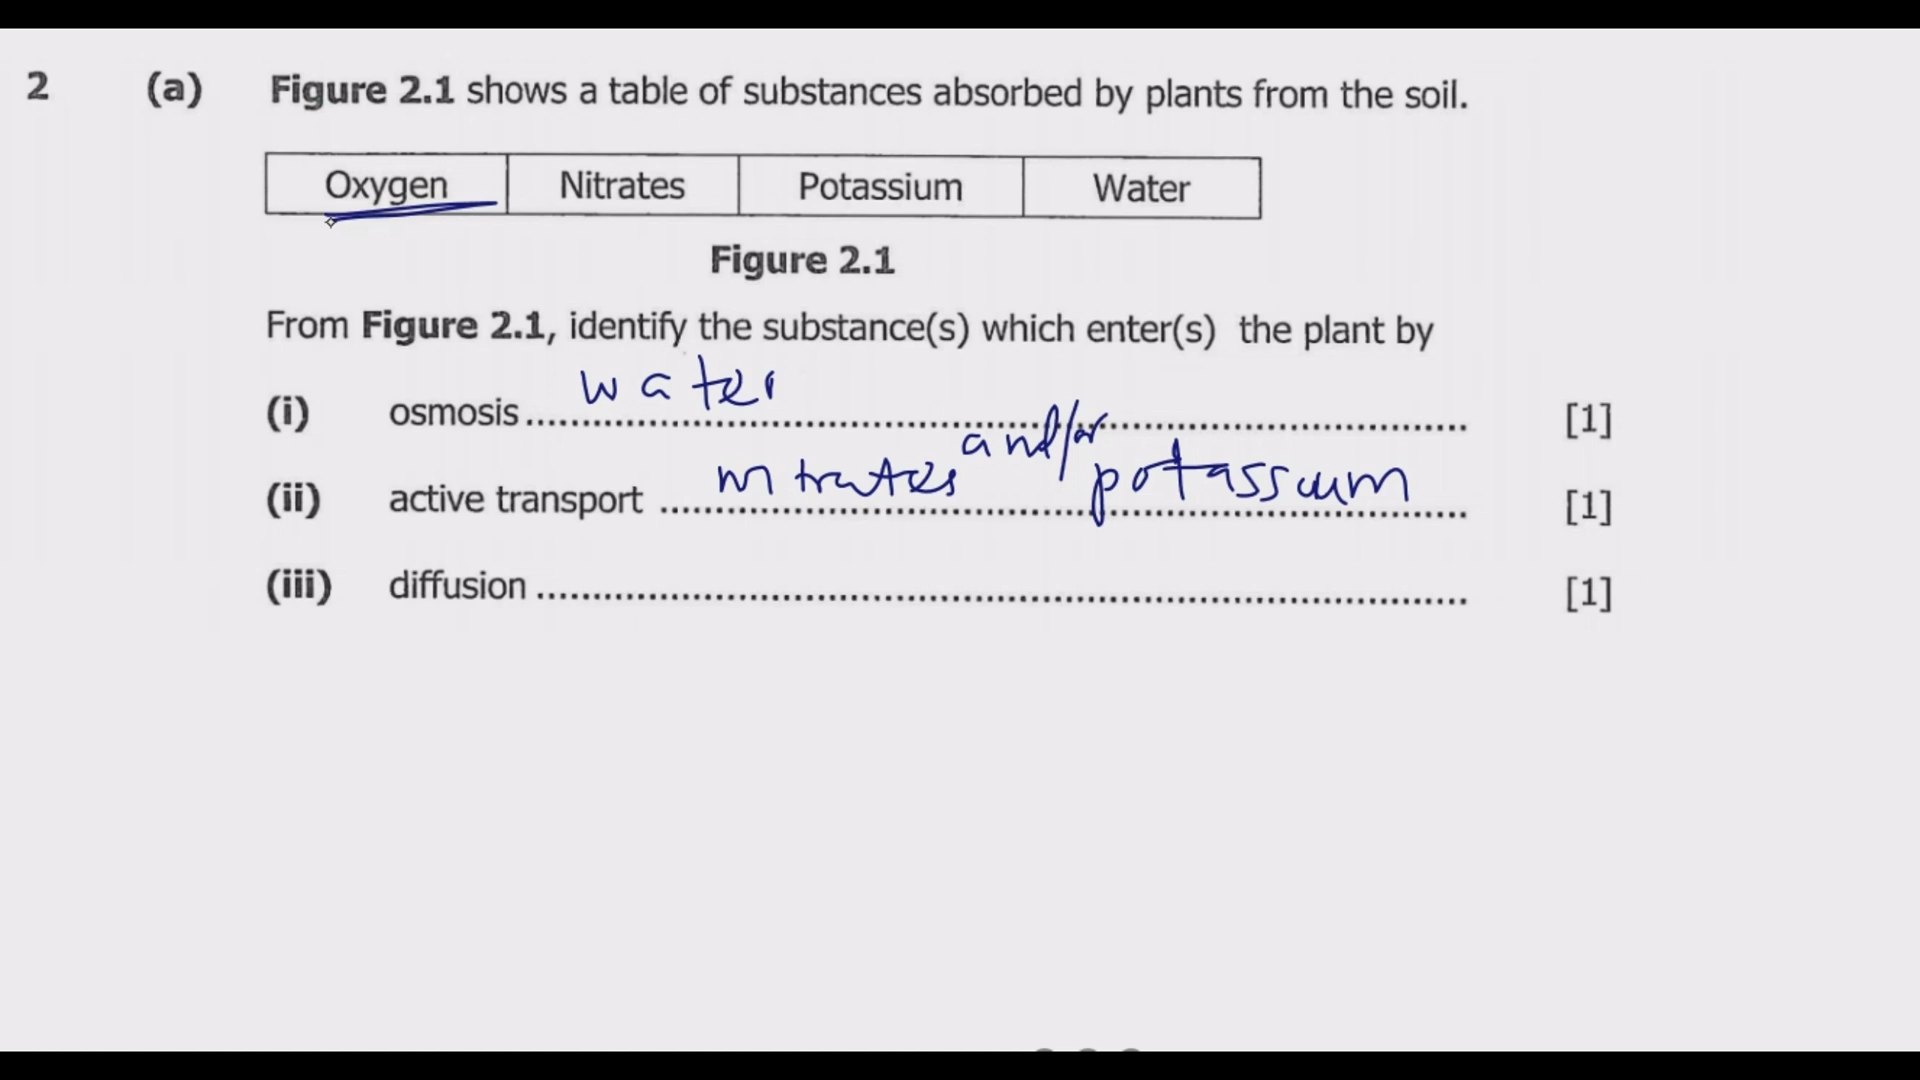 2 (a) Figure 2.1 shows a table of substances absorbed by plants from the soil.
Oxygen Nitrates Potassium Water
Figure 2.1
From Figure 2.1, identify the substance(s) which enter(s) the plant by
water
(i) osmosis [1]
and/or
nitrates potassium
(ii) active transport [1]
(iii) diffusion [1]